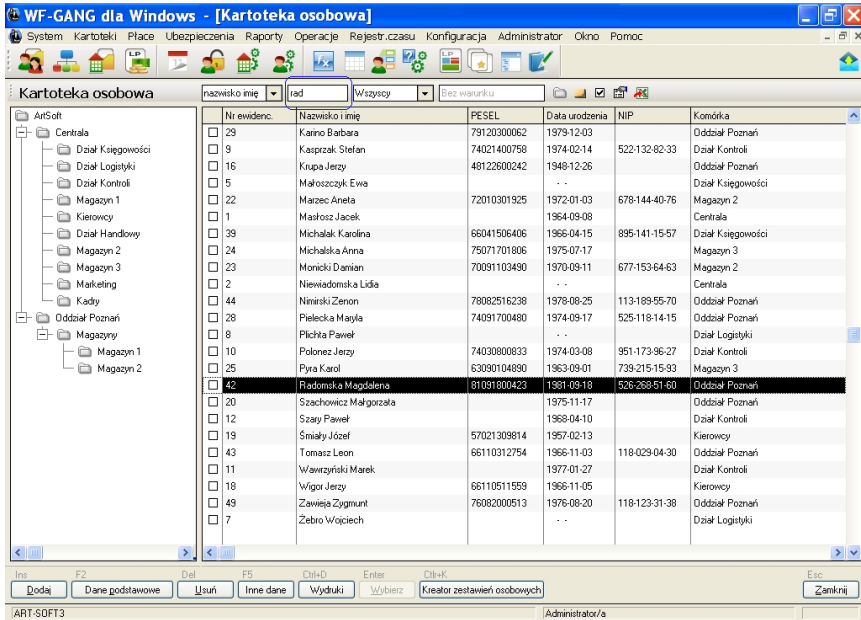 WF-GANG dla Windows - [Kartoteka osobowa]
System Kartoteki Płace Ubezpieczenia Raporty Operacje Rejestr.czasu Konfiguracja Administrator Okno Pomoc
Kartoteka osobowa nazwisko imię rad Wszyscy Bez warunku
ArtSoft
Centrala
Dział Księgowości
Dział Logistyki
Dział Kontroli
Magazyn 1
Kierowcy
Dział Handlowy
Magazyn 2
Magazyn 3
Marketing
Kadry
Oddział Poznań
Magazyny
Magazyn 1
Magazyn 2
Nr ewidenc. Nazwisko i imię PESEL Data urodzenia NIP Komórka
29 Karino Barbara 79120300062 1979-12-03 Oddział Poznań
9 Kasprzak Stefan 74021400758 1974-02-14 522-132-82-33 Dział Kontroli
16 Krupa Jerzy 48122600242 1948-12-26 Oddział Poznań
5 Małoszczyk Ewa - - Dział Księgowości
22 Marzec Aneta 72010301925 1972-01-03 678-144-40-76 Magazyn 2
1 Masłosz Jacek 1964-09-08 Centrala
39 Michalak Karolina 66041506406 1966-04-15 895-141-15-57 Dział Księgowości
24 Michalska Anna 75071701806 1975-07-17 Magazyn 3
23 Monicki Damian 70091103490 1970-09-11 677-153-64-63 Magazyn 2
2 Niewiadomska Lidia - - Centrala
44 Nimirski Zenon 78082516238 1978-08-25 113-189-55-70 Oddział Poznań
28 Pielecka Maryla 74091700480 1974-09-17 525-118-14-15 Oddział Poznań
8 Plichta Paweł - - Dział Logistyki
10 Polonez Jerzy 74030800833 1974-03-08 951-173-96-27 Dział Kontroli
25 Pyra Karol 63090104890 1963-09-01 739-215-15-93 Magazyn 3
42 Radomska Magdalena 81091800423 1981-09-18 526-268-51-60 Oddział Poznań
20 Szachowicz Małgorzata 1975-11-17 Oddział Poznań
12 Szary Paweł 1968-04-10 Dział Kontroli
19 Śmiały Józef 57021309814 1957-02-13 Kierowcy
43 Tomasz Leon 66110312754 1966-11-03 118-029-04-30 Oddział Poznań
11 Wawrzyński Marek 1977-01-27 Dział Kontroli
18 Wigor Jerzy 66110511559 1966-11-05 Kierowcy
49 Zawieja Zygmunt 76082000513 1976-08-20 118-123-31-38 Oddział Poznań
7 Żebro Wojciech - - Dział Logistyki
Ins F2 Del F5 Ctrl+D Enter Ctlr+K Esc
Dodaj Dane podstawowe Usuń Inne dane Wydruki Wybierz Kreator zestawień osobowych Zamknij
ART-SOFT3 Administrator/a